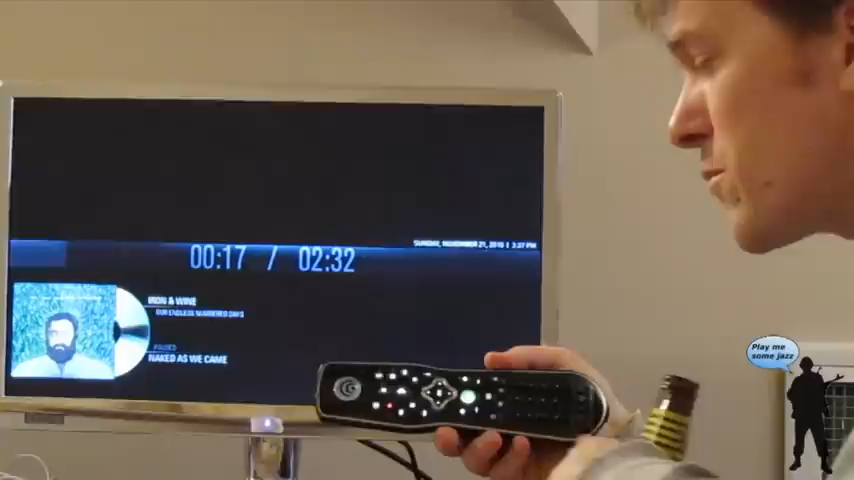 SUNDAY, NOVEMBER 21, 2010 | 3:37 PM
00:17 / 02:32
IRON & WINE
OUR ENDLESS NUMBERED DAYS
PAUSED
NAKED AS WE CAME
Play me
some jazz